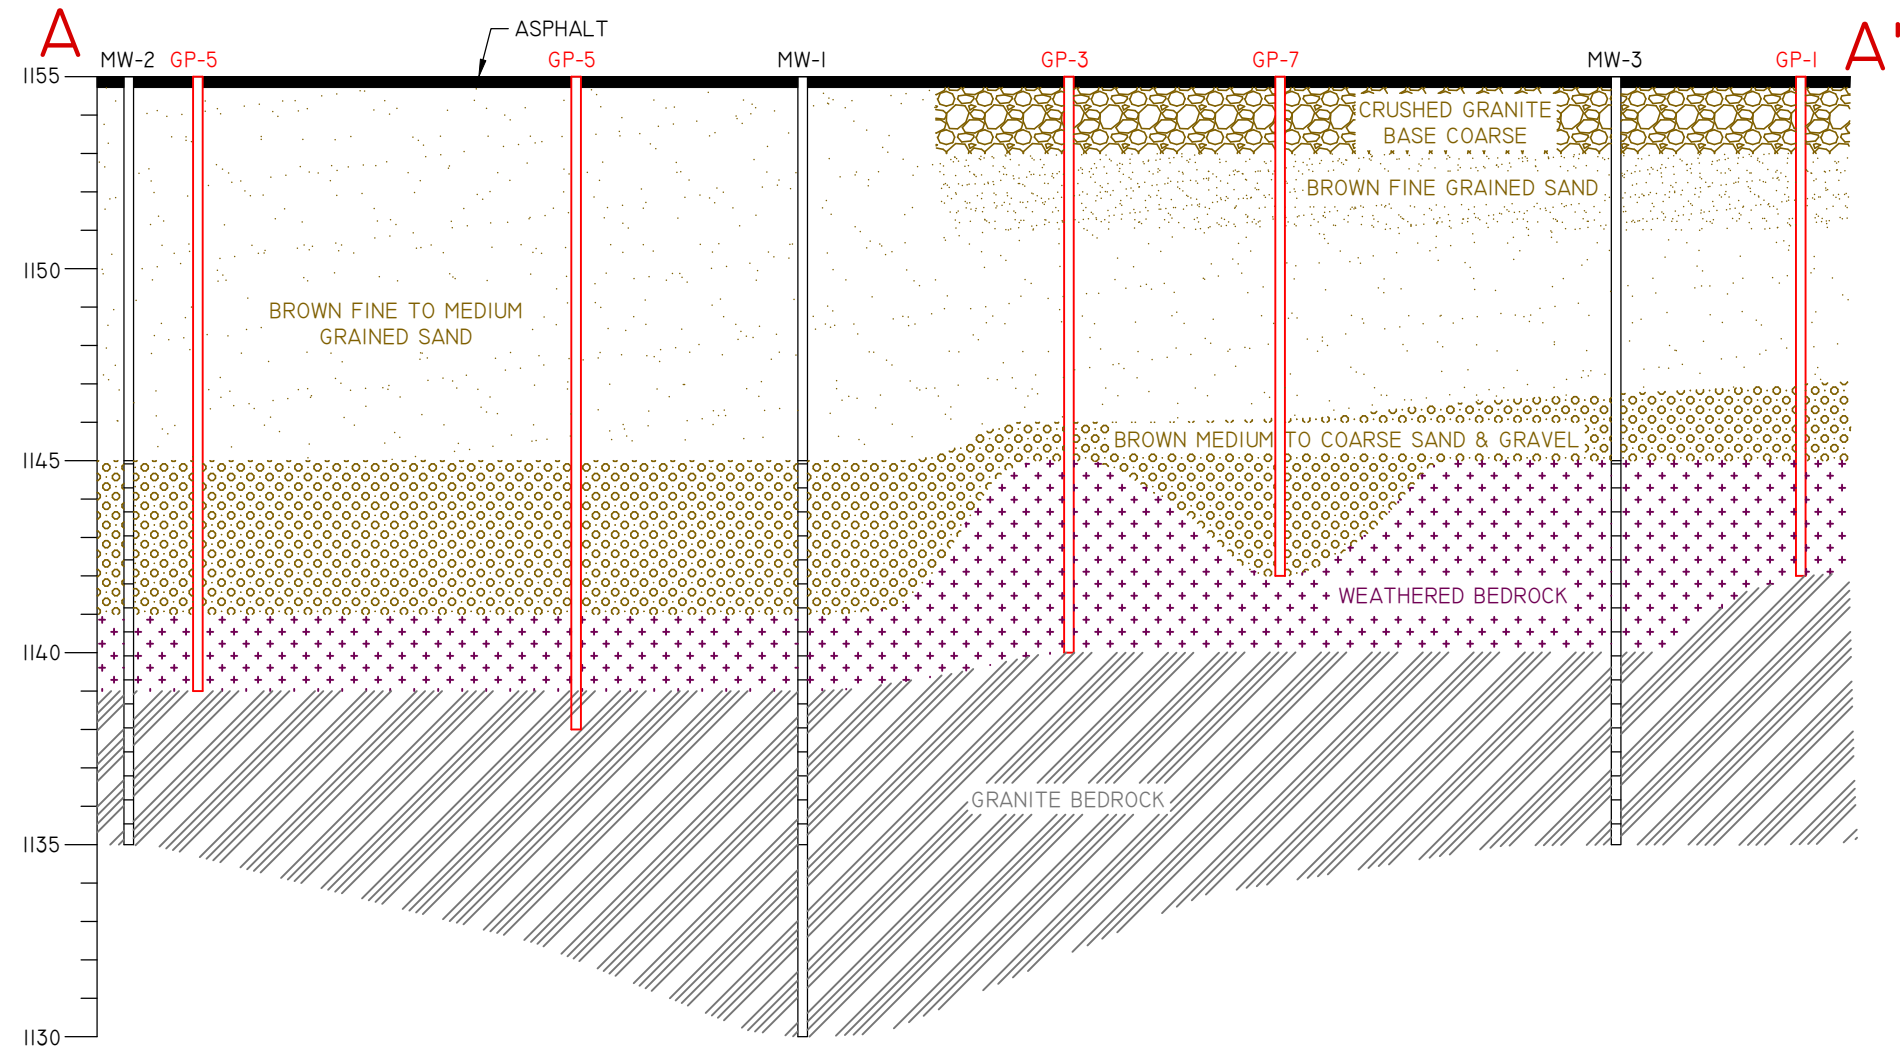 A
A'
ASPHALT
MW-2
GP-5
GP-5
MW-1
GP-3
GP-7
MW-3
GP-1
1155
CRUSHED GRANITE
BASE COARSE
BROWN FINE GRAINED SAND
1150
BROWN FINE TO MEDIUM
GRAINED SAND
BROWN MEDIUM TO COARSE SAND & GRAVEL
1145
WEATHERED BEDROCK
1140
GRANITE BEDROCK
1135
1130